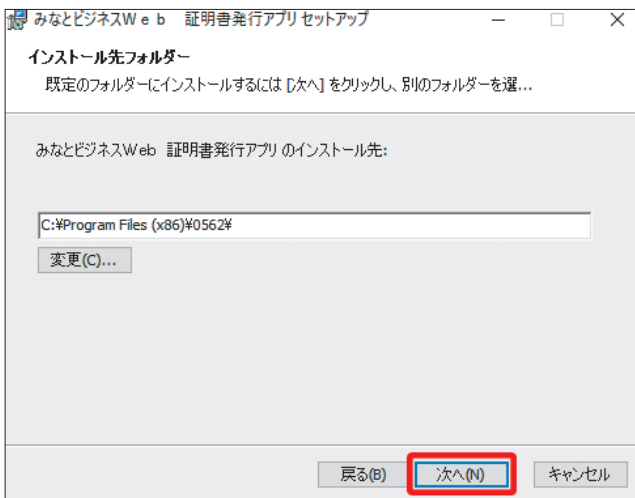 みなとビジネスＷｅｂ　証明書発行アプリ セットアップ
インストール先フォルダー
既定のフォルダーにインストールするには [次へ] をクリックし、別のフォルダーを選...
みなとビジネスＷｅｂ　証明書発行アプリ のインストール先:
C:¥Program Files (x86)¥0562¥
変更(C)...
戻る(B) 次へ(N) キャンセル